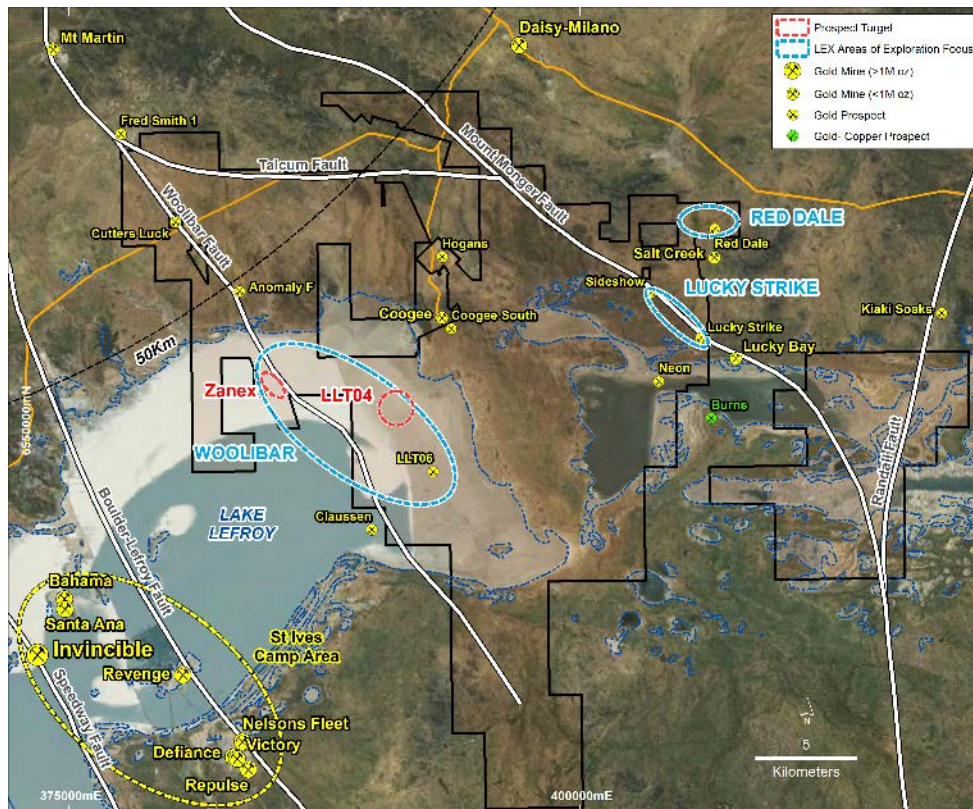 Mt Martin
Daisy-Milano
Prospect Target
LEX Areas of Exploration Focus
Gold Mine (>1M oz)
Gold Mine (<1M oz)
Gold Prospect
Gold- Copper Prospect
Fred Smith 1
Talcum Fault
Mount Monger Fault
Woolibar Fault
Cutters Luck
Hogans
RED DALE
Red Dale
Salt Creek
Sideshow
Anomaly F
LUCKY STRIKE
Coogee
Coogee South
Kiaki Soaks
Lucky Strike
50Km
Lucky Bay
Neon
Zanex
LLT04
Burns
6550000mN
WOOLIBAR
LLT06
Randall Fault
LAKE
LEFROY
Claussen
Boulder-Lefroy Fault
Bahama
Santa Ana
St Ives
Camp Area
Invincible
Revenge
Speedway Fault
Nelsons Fleet
Victory
Defiance
Repulse
N
5
Kilometers
375000mE
400000mE